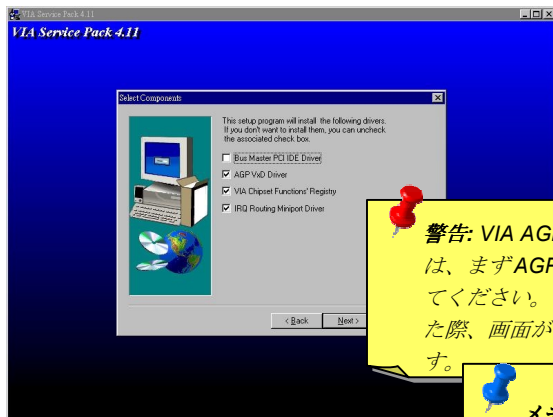 VIA Service Pack 4.11
VIA Service Pack 4.11
Select Components
This setup program will install the following drivers.
If you don't want to install them, you can uncheck
the associated check box.
Bus Master PCI IDE Driver
AGP VxD Driver
VIA Chipset Functions' Registry
IRQ Routing Miniport Driver
< Back Next >
警告: VIA AG
は、まずAGP
てください。
た際、画面が
す。
メ